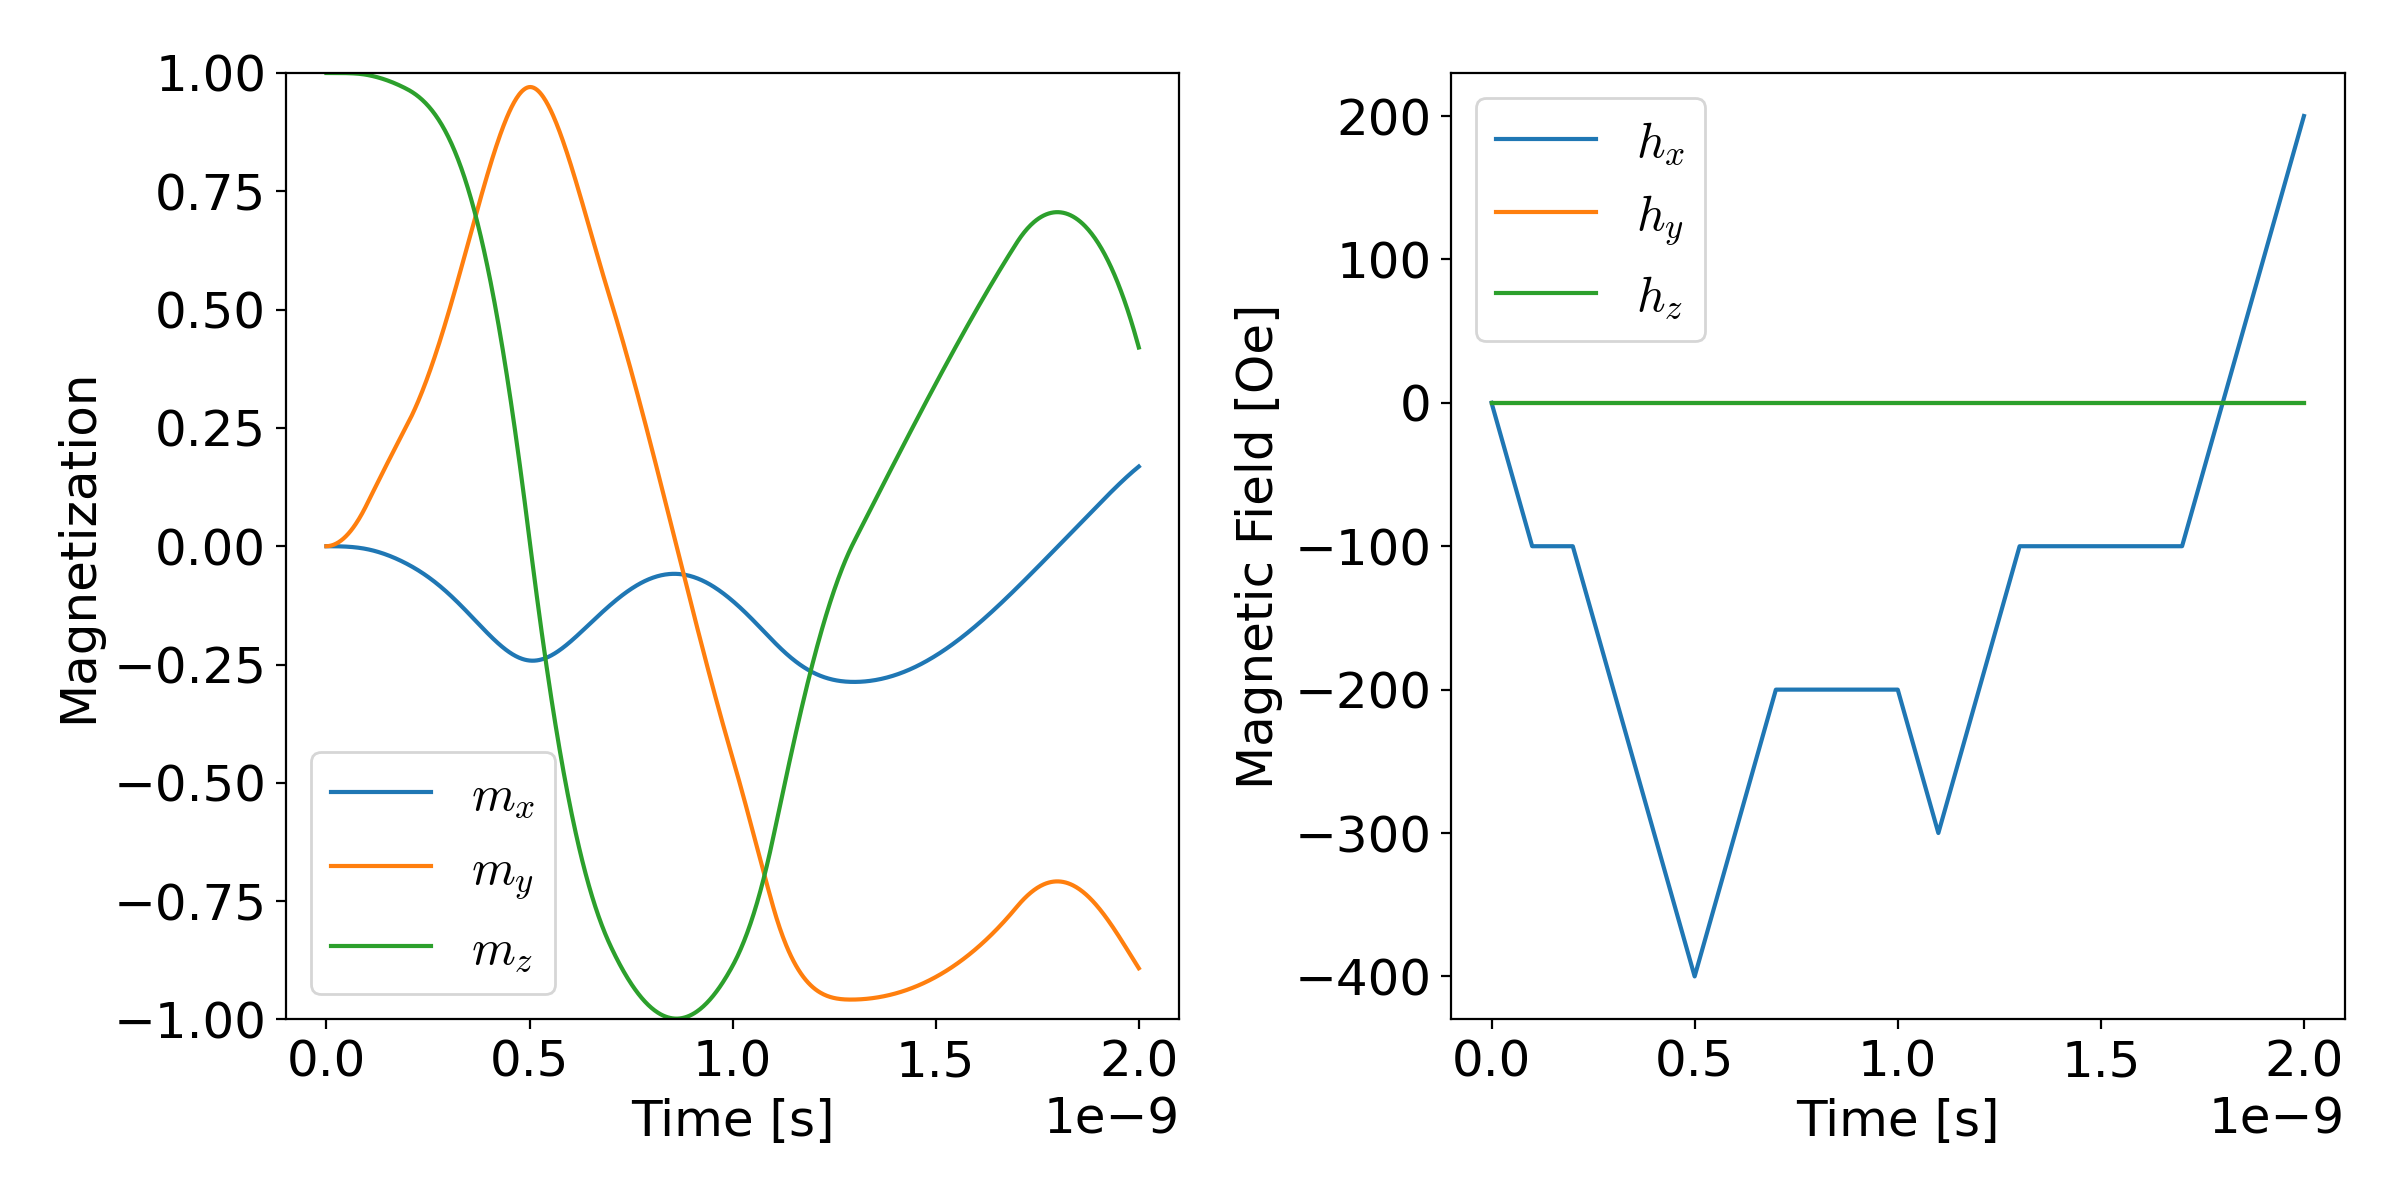 Magnetization
1.00
0.75
0.50
0.25
0.00
−0.25
−0.50
−0.75
−1.00
m_x
m_y
m_z
0.0 0.5 1.0 1.5 2.0
Time [s] 1e−9
Magnetic Field [Oe]
200
100
0
−100
−200
−300
−400
h_x
h_y
h_z
0.0 0.5 1.0 1.5 2.0
Time [s] 1e−9